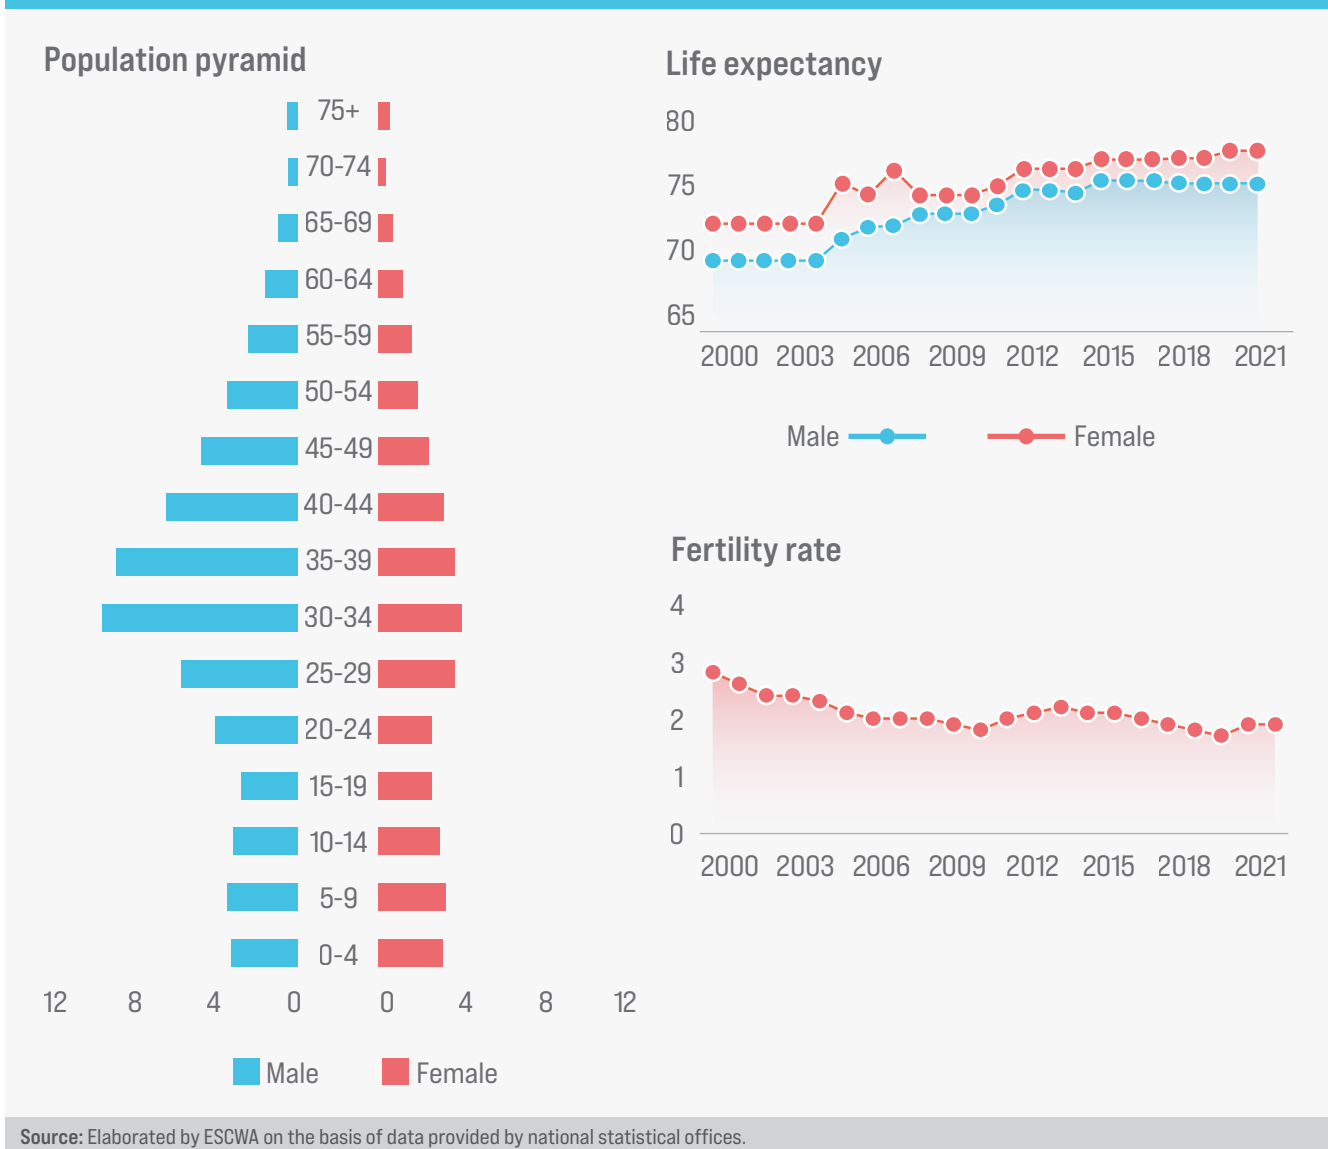 Population pyramid
75+
70-74
65-69
60-64
55-59
50-54
45-49
40-44
35-39
30-34
25-29
20-24
15-19
10-14
5-9
0-4
12 8 4 0 0 4 8 12
Male Female
Life expectancy
80
75
70
65
2000 2003 2006 2009 2012 2015 2018 2021
Male Female
Fertility rate
4
3
2
1
0
2000 2003 2006 2009 2012 2015 2018 2021
Source: Elaborated by ESCWA on the basis of data provided by national statistical offices.